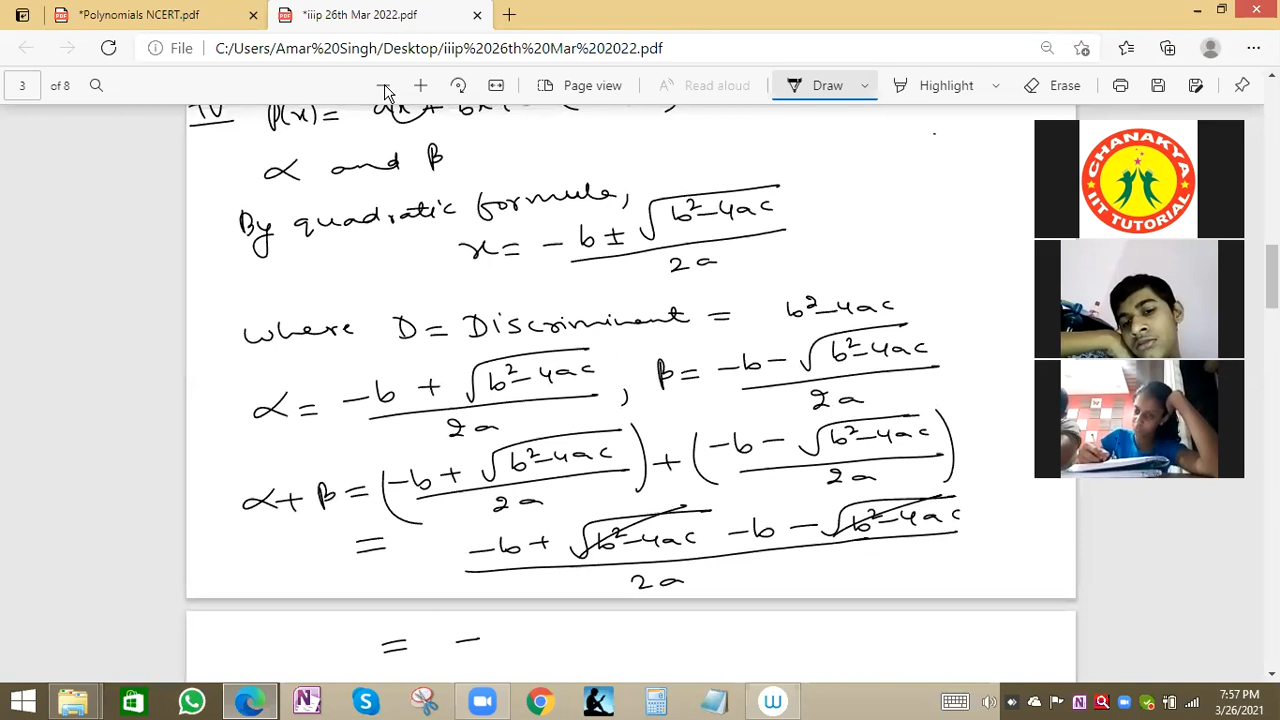 *Polynomials NCERT.pdf
*iiip 26th Mar 2022.pdf
File C:/Users/Amar%20Singh/Desktop/iiip%2026th%20Mar%202022.pdf
3 of 8 Page view Read aloud Draw Highlight Erase
IV p(x) =
α and β
By quadratic formula,
x = -b ± √(b²-4ac) / 2a
where D = Discriminent = b²-4ac
α = -b + √(b²-4ac) / 2a , β = -b - √(b²-4ac) / 2a
α + β = (-b + √(b²-4ac) / 2a) + (-b - √(b²-4ac) / 2a)
= -b + √(b²-4ac) -b - √(b²-4ac) / 2a
= -
CHANAKYA
IIT TUTORIAL
7:57 PM
3/26/2021